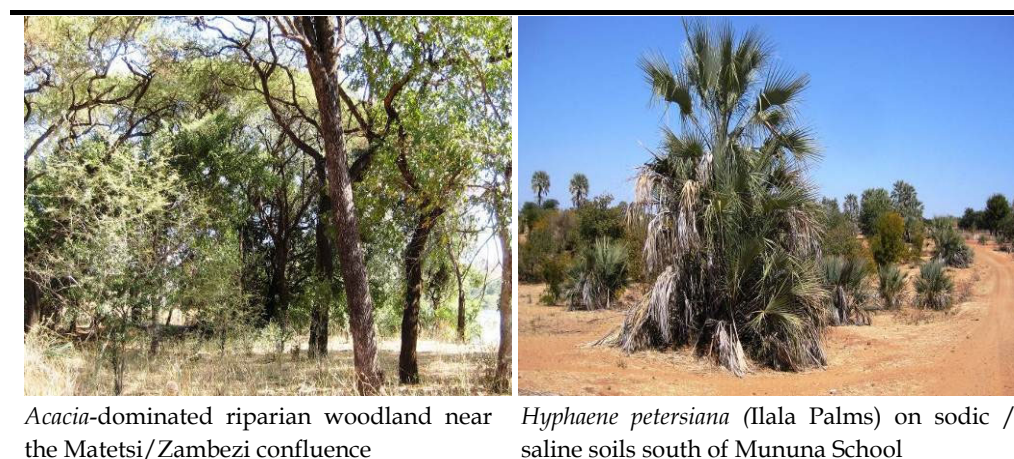 Acacia-dominated riparian woodland near
the Matetsi/Zambezi confluence
Hyphaene petersiana (Ilala Palms) on sodic /
saline soils south of Mununa School